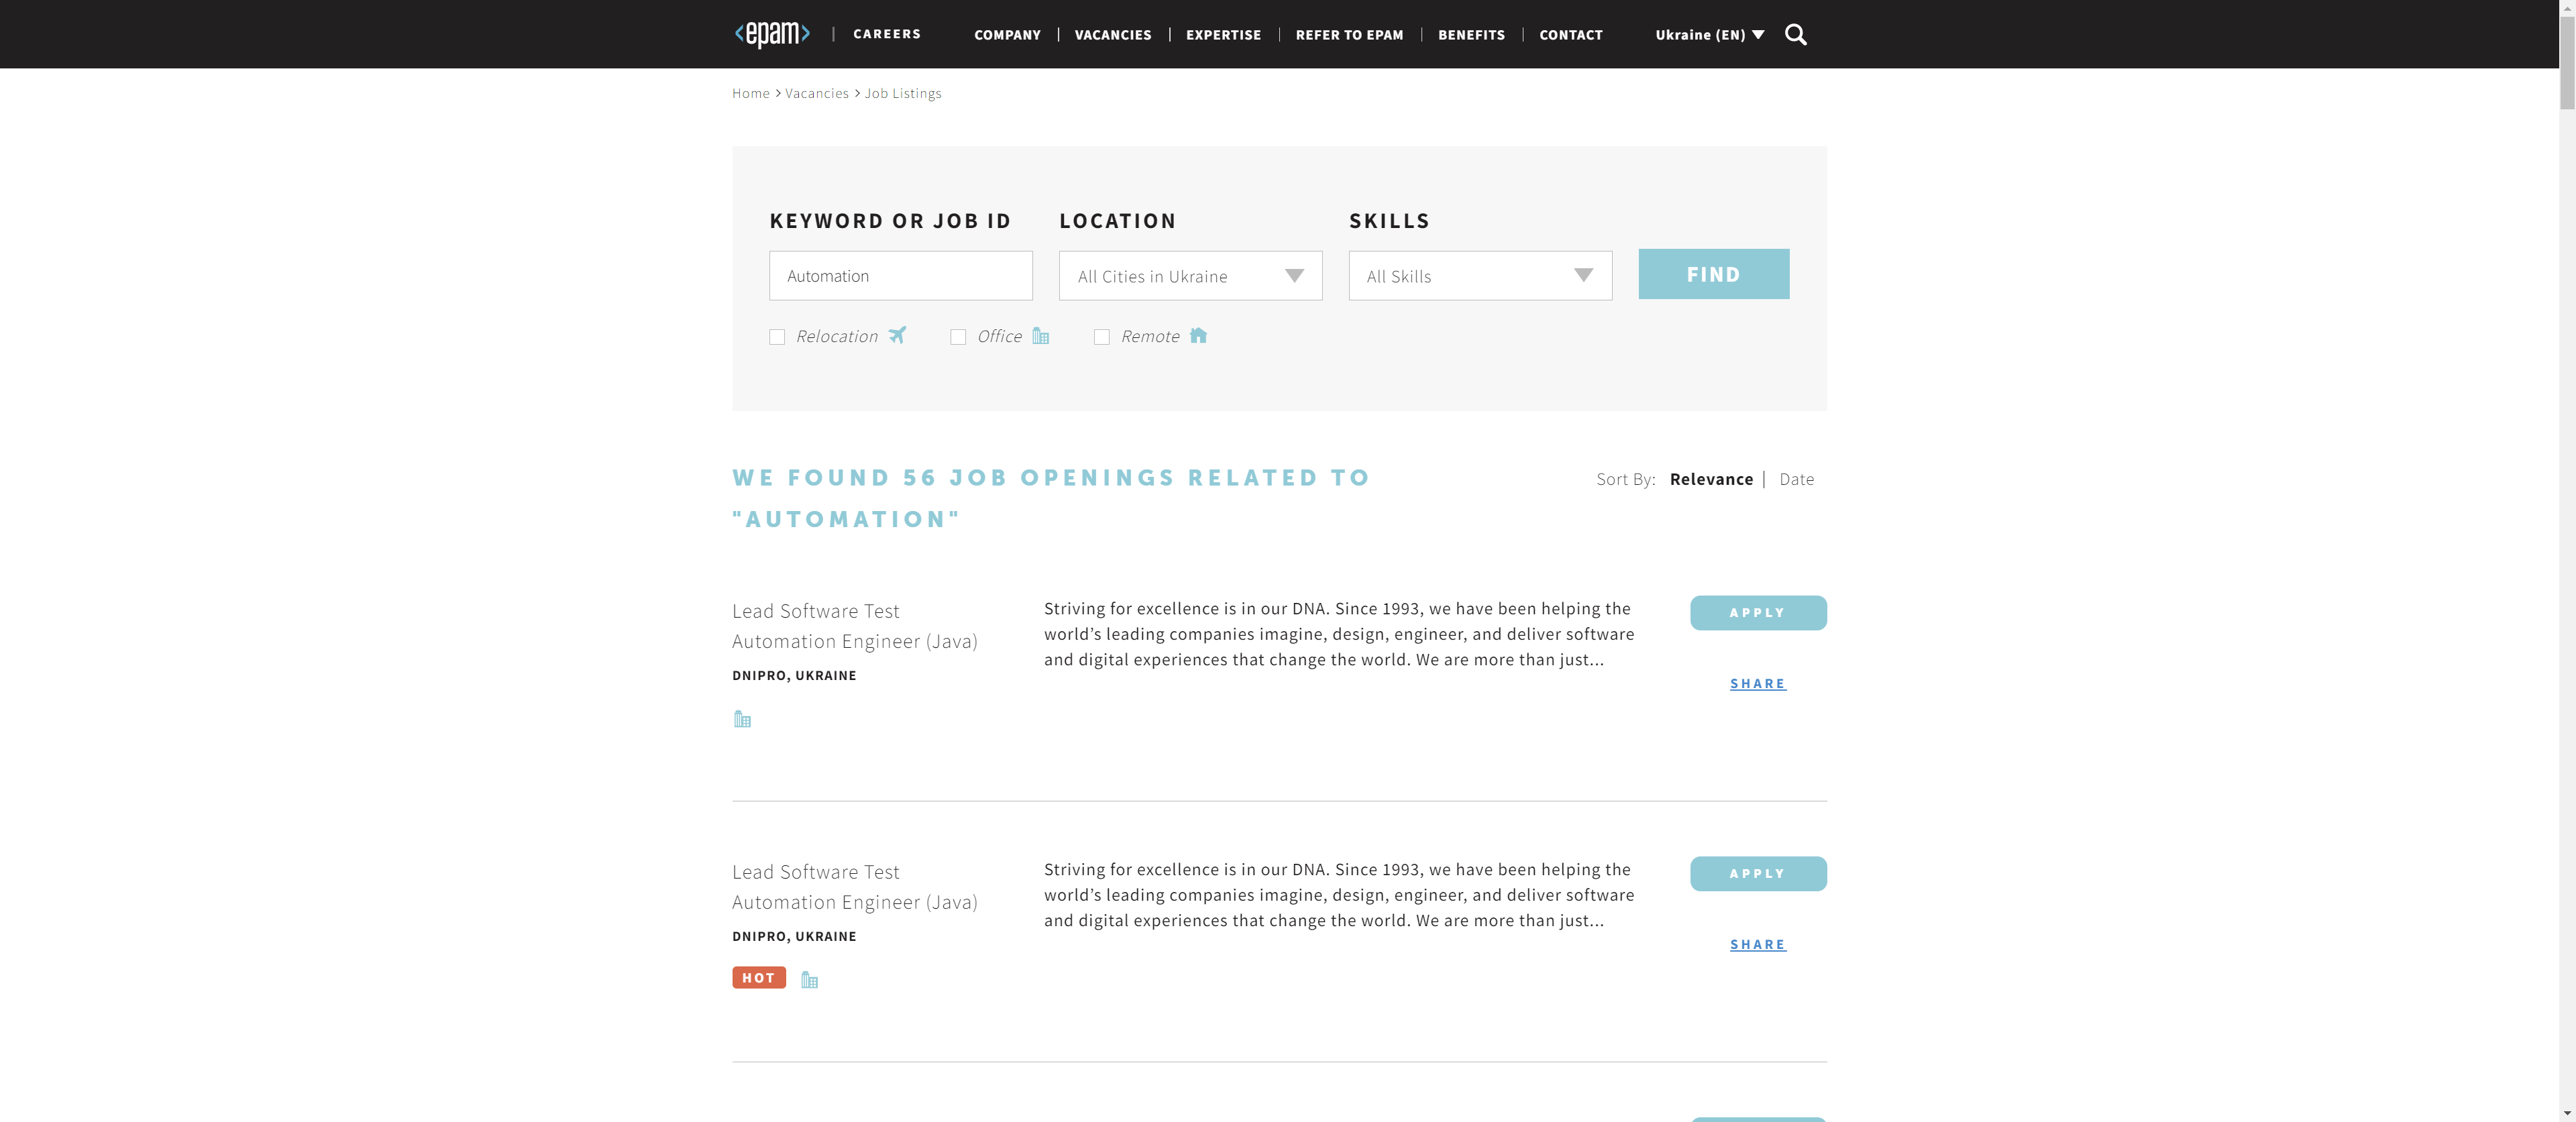 <epam> | CAREERS COMPANY | VACANCIES | EXPERTISE | REFER TO EPAM | BENEFITS | CONTACT Ukraine (EN)
Home > Vacancies > Job Listings
KEYWORD OR JOB ID LOCATION SKILLS
Automation All Cities in Ukraine All Skills FIND
Relocation Office Remote
WE FOUND 56 JOB OPENINGS RELATED TO
"AUTOMATION"
Sort By: Relevance | Date
Lead Software Test
Automation Engineer (Java)
DNIPRO, UKRAINE
Striving for excellence is in our DNA. Since 1993, we have been helping the
world’s leading companies imagine, design, engineer, and deliver software
and digital experiences that change the world. We are more than just...
APPLY
SHARE
Lead Software Test
Automation Engineer (Java)
DNIPRO, UKRAINE
HOT
Striving for excellence is in our DNA. Since 1993, we have been helping the
world’s leading companies imagine, design, engineer, and deliver software
and digital experiences that change the world. We are more than just...
APPLY
SHARE